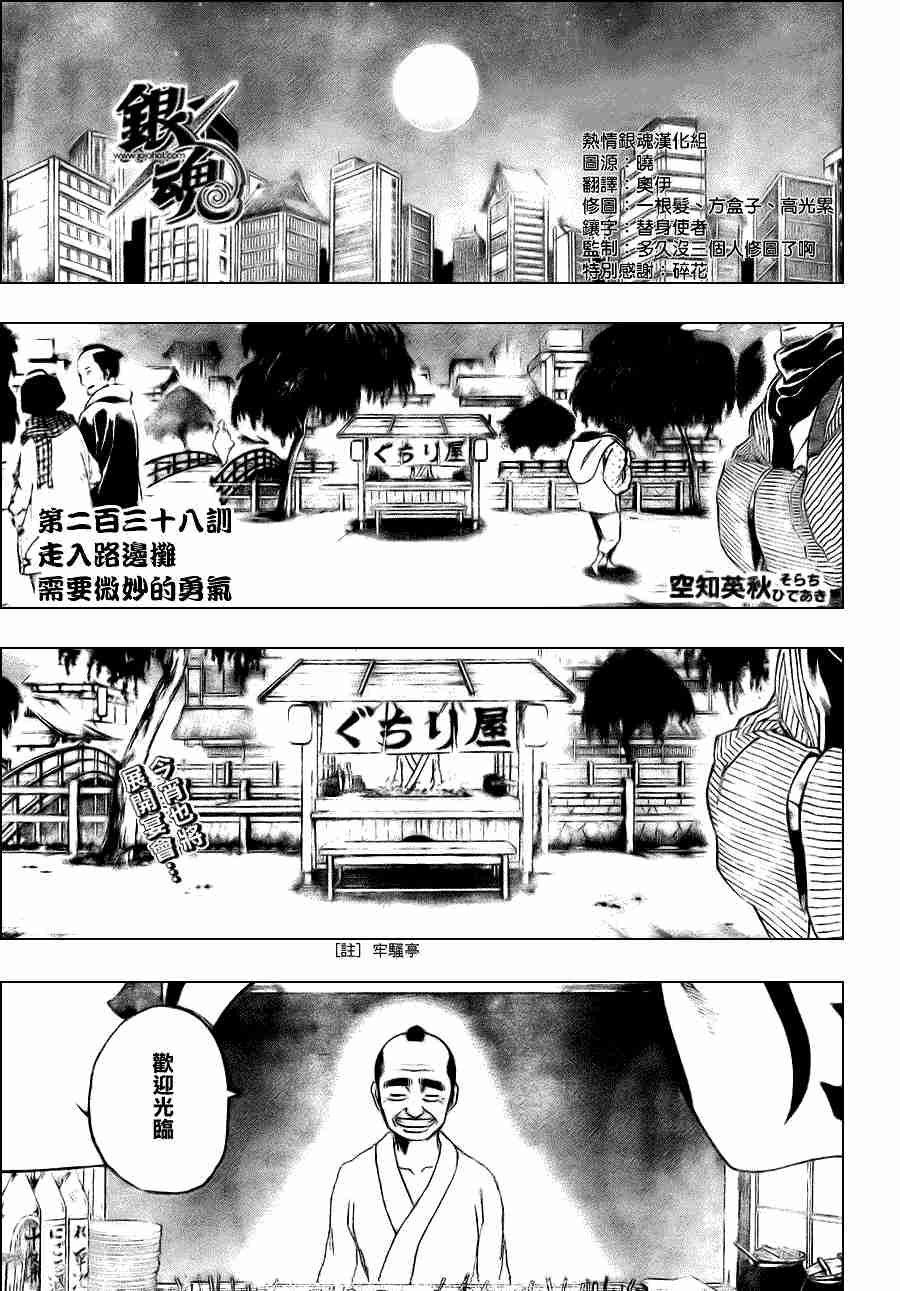 銀魂
www.jojohot.com
熱情銀魂漢化組
圖源：曉
翻譯：奧伊
修圖：一根髮、方盒子、高光累
鑲字：替身使者
監制：多久沒三個人修圖了啊
特別感謝：碎花
ぐちり屋
第二百三十八訓
走入路邊攤
需要微妙的勇氣
空知英秋
そらち
ひであき
ぐちり屋
今宵也將
展開宴會…
［註］ 牢騷亭
歡迎光臨